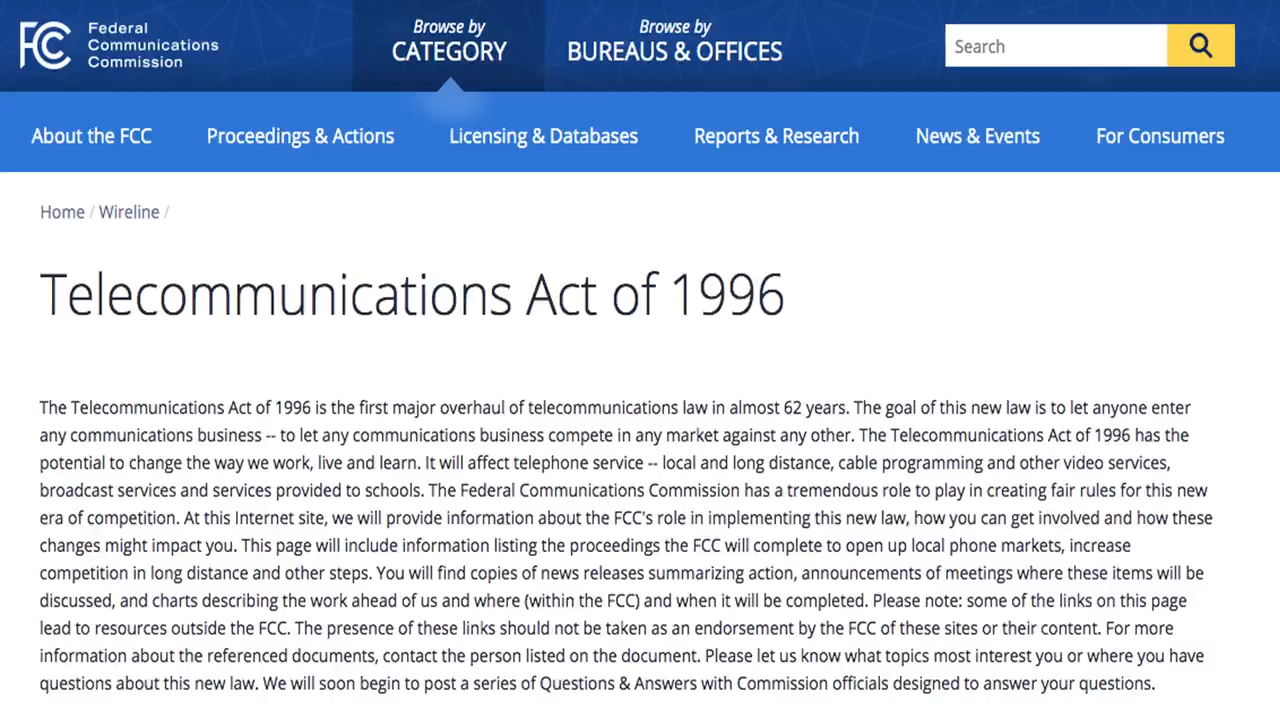 FCC Federal
Communications
Commission
Browse by
CATEGORY
Browse by
BUREAUS & OFFICES
Search
About the FCC Proceedings & Actions Licensing & Databases Reports & Research News & Events For Consumers
Home / Wireline /
Telecommunications Act of 1996
The Telecommunications Act of 1996 is the first major overhaul of telecommunications law in almost 62 years. The goal of this new law is to let anyone enter
any communications business -- to let any communications business compete in any market against any other. The Telecommunications Act of 1996 has the
potential to change the way we work, live and learn. It will affect telephone service -- local and long distance, cable programming and other video services,
broadcast services and services provided to schools. The Federal Communications Commission has a tremendous role to play in creating fair rules for this new
era of competition. At this Internet site, we will provide information about the FCC's role in implementing this new law, how you can get involved and how these
changes might impact you. This page will include information listing the proceedings the FCC will complete to open up local phone markets, increase
competition in long distance and other steps. You will find copies of news releases summarizing action, announcements of meetings where these items will be
discussed, and charts describing the work ahead of us and where (within the FCC) and when it will be completed. Please note: some of the links on this page
lead to resources outside the FCC. The presence of these links should not be taken as an endorsement by the FCC of these sites or their content. For more
information about the referenced documents, contact the person listed on the document. Please let us know what topics most interest you or where you have
questions about this new law. We will soon begin to post a series of Questions & Answers with Commission officials designed to answer your questions.